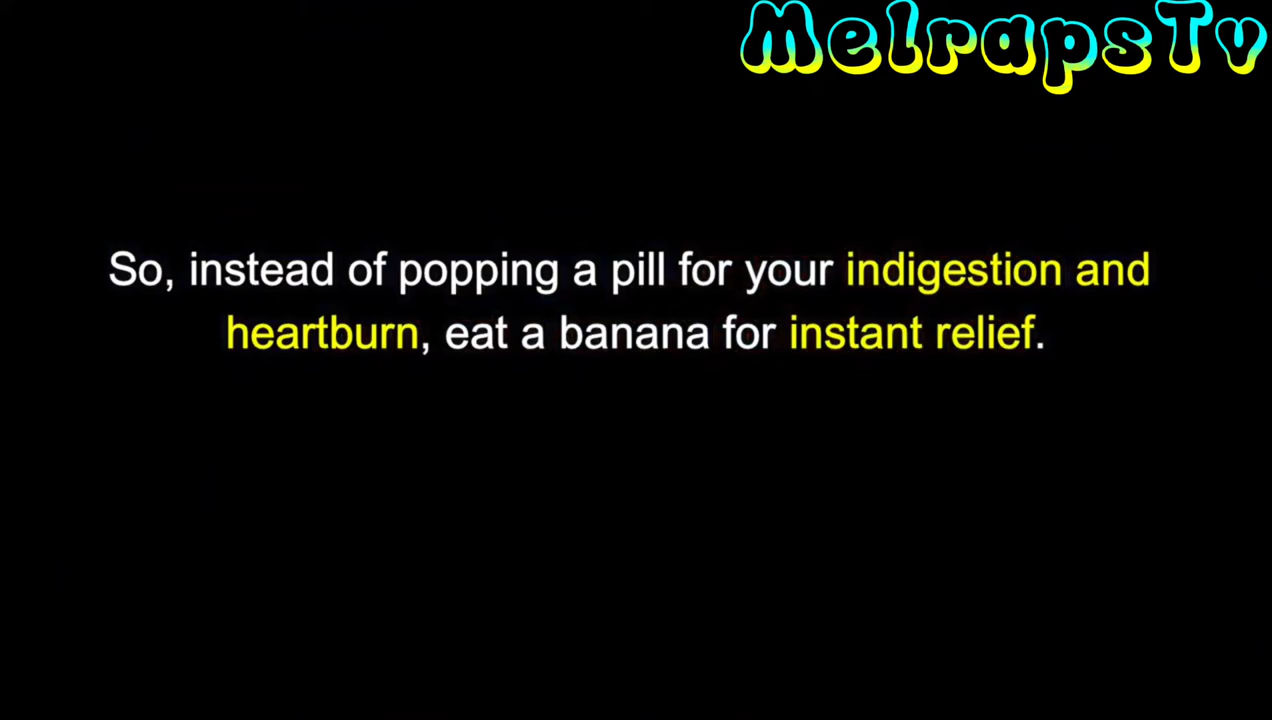 MelrapsTv
So, instead of popping a pill for your indigestion and
heartburn, eat a banana for instant relief.